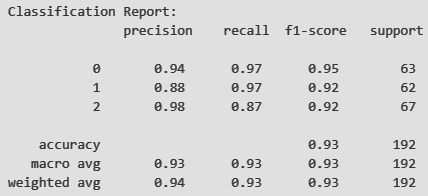 Classification Report:
precision recall f1-score support
0 0.94 0.97 0.95 63
1 0.88 0.97 0.92 62
2 0.98 0.87 0.92 67
accuracy 0.93 192
macro avg 0.93 0.93 0.93 192
weighted avg 0.94 0.93 0.93 192